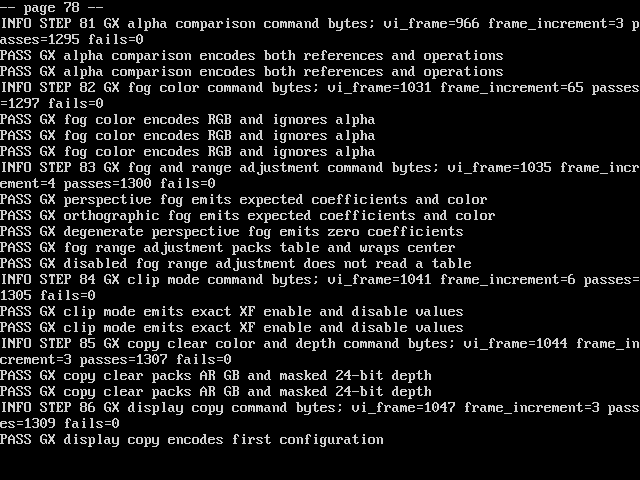 -- page 78 --
INFO STEP 81 GX alpha comparison command bytes; vi_frame=966 frame_increment=3 p
asses=1295 fails=0
PASS GX alpha comparison encodes both references and operations
PASS GX alpha comparison encodes both references and operations
INFO STEP 82 GX fog color command bytes; vi_frame=1031 frame_increment=65 passes
=1297 fails=0
PASS GX fog color encodes RGB and ignores alpha
PASS GX fog color encodes RGB and ignores alpha
PASS GX fog color encodes RGB and ignores alpha
INFO STEP 83 GX fog and range adjustment command bytes; vi_frame=1035 frame_incr
ement=4 passes=1300 fails=0
PASS GX perspective fog emits expected coefficients and color
PASS GX orthographic fog emits expected coefficients and color
PASS GX degenerate perspective fog emits zero coefficients
PASS GX fog range adjustment packs table and wraps center
PASS GX disabled fog range adjustment does not read a table
INFO STEP 84 GX clip mode command bytes; vi_frame=1041 frame_increment=6 passes=
1305 fails=0
PASS GX clip mode emits exact XF enable and disable values
PASS GX clip mode emits exact XF enable and disable values
INFO STEP 85 GX copy clear color and depth command bytes; vi_frame=1044 frame_in
crement=3 passes=1307 fails=0
PASS GX copy clear packs AR GB and masked 24-bit depth
PASS GX copy clear packs AR GB and masked 24-bit depth
INFO STEP 86 GX display copy command bytes; vi_frame=1047 frame_increment=3 pass
es=1309 fails=0
PASS GX display copy encodes first configuration